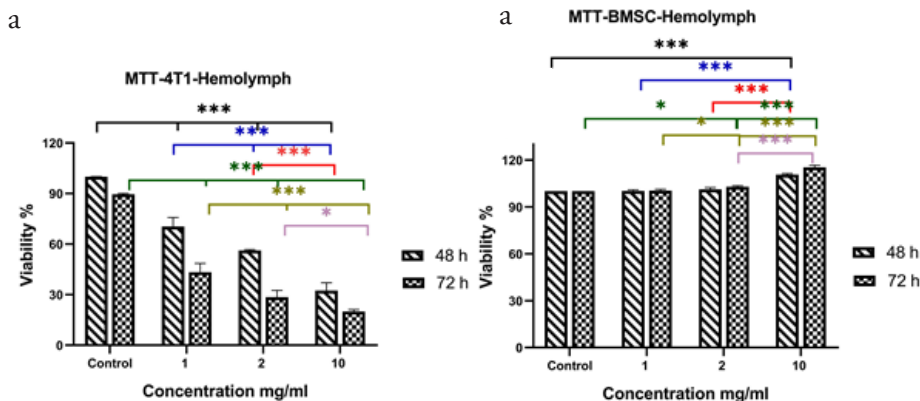 a
MTT-4T1-Hemolymph
***
***
***
***
***
*
120
90
60
30
0
Viability %
Control 1 2 10
Concentration mg/ml
48 h
72 h
a
MTT-BMSC-Hemolymph
***
***
***
* ***
* ***
***
120
90
60
30
0
Viability %
Control 1 2 10
Concentration mg/ml
48 h
72 h